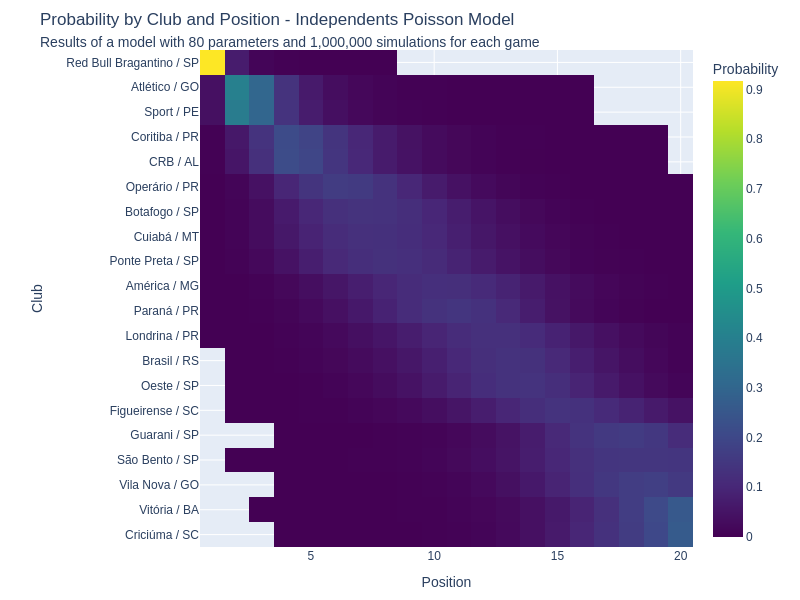 Probability by Club and Position - Independents Poisson Model
Results of a model with 80 parameters and 1,000,000 simulations for each game
Probability
Club
Red Bull Bragantino / SP
Atlético / GO
Sport / PE
Coritiba / PR
CRB / AL
Operário / PR
Botafogo / SP
Cuiabá / MT
Ponte Preta / SP
América / MG
Paraná / PR
Londrina / PR
Brasil / RS
Oeste / SP
Figueirense / SC
Guarani / SP
São Bento / SP
Vila Nova / GO
Vitória / BA
Criciúma / SC
0.9
0.8
0.7
0.6
0.5
0.4
0.3
0.2
0.1
0
5 10 15 20
Position